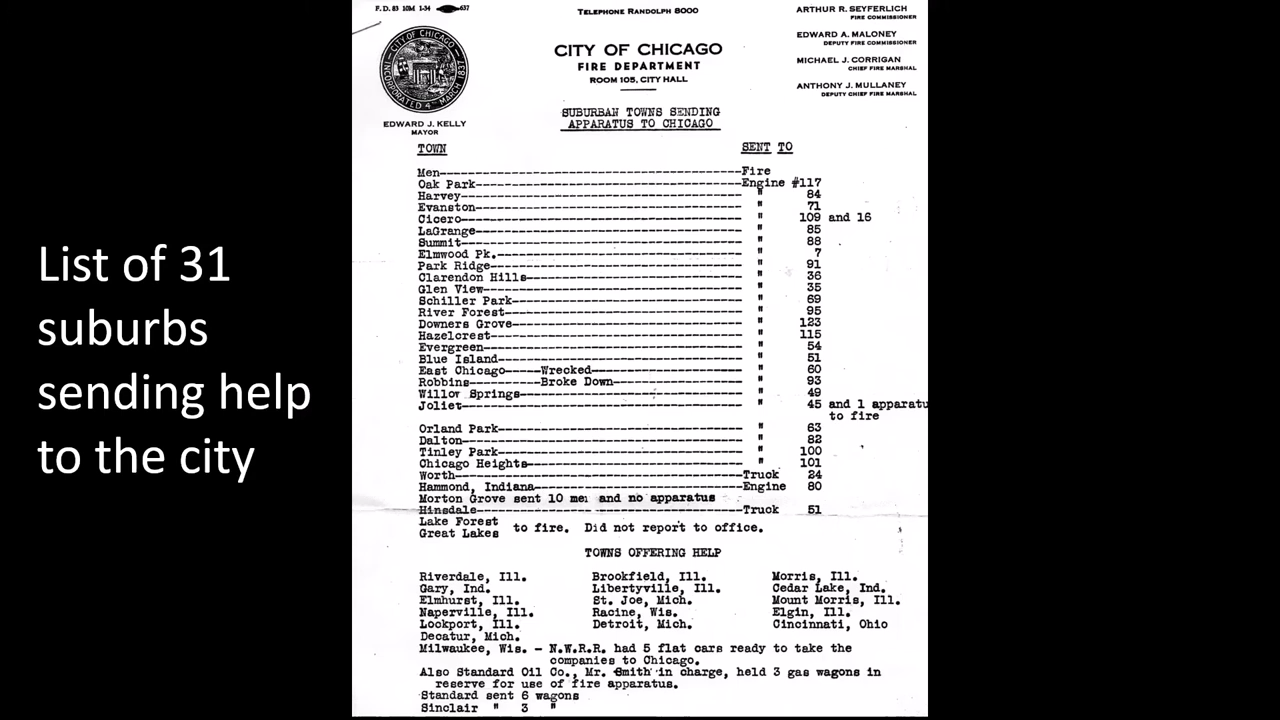 List of 31
suburbs
sending help
to the city
F. D. 83 10M 1-34 637
TELEPHONE RANDOLPH 8000
ARTHUR R. SEYFERLICH
FIRE COMMISSIONER
EDWARD A. MALONEY
DEPUTY FIRE COMMISSIONER
MICHAEL J. CORRIGAN
CHIEF FIRE MARSHAL
ANTHONY J. MULLANEY
DEPUTY CHIEF FIRE MARSHAL
CITY OF CHICAGO
INCORPORATED 4TH MARCH 1837
EDWARD J. KELLY
MAYOR
CITY OF CHICAGO
FIRE DEPARTMENT
ROOM 105, CITY HALL
SUBURBAN TOWNS SENDING
APPARATUS TO CHICAGO
TOWN SENT TO
Men---Fire
Oak Park---Engine #117
Harvey--- " 84
Evanston--- " 71
Cicero--- " 109 and 16
LaGrange--- " 85
Summit--- " 88
Elmwood Pk.--- " 7
Park Ridge--- " 91
Clarendon Hills--- " 36
Glen View--- " 35
Schiller Park--- " 69
River Forest--- " 95
Downers Grove--- " 123
Hazelcrest--- " 115
Evergreen--- " 54
Blue Island--- " 51
East Chicago---Wrecked--- " 60
Robbins---Broke Down--- " 93
Willow Springs--- " 49
Joliet--- " 45 and 1 apparatu
to fire
Orland Park--- " 63
Dalton--- " 82
Tinley Park--- " 100
Chicago Heights--- " 101
Worth---Truck 24
Hammond, Indiana---Engine 80
Morton Grove sent 10 men and no apparatus
Hinsdale---Truck 51
Lake Forest
Great Lakes to fire. Did not report to office.
TOWNS OFFERING HELP
Riverdale, Ill. Brookfield, Ill. Morris, Ill.
Gary, Ind. Libertyville, Ill. Cedar Lake, Ind.
Elmhurst, Ill. St. Joe, Mich. Mount Morris, Ill.
Naperville, Ill. Racine, Wis. Elgin, Ill.
Lockport, Ill. Detroit, Mich. Cincinnati, Ohio
Decatur, Mich.
Milwaukee, Wis. - N.W.R.R. had 5 flat cars ready to take the
companies to Chicago.
Also Standard Oil Co., Mr. Smith in charge, held 3 gas wagons in
reserve for use of fire apparatus.
Standard sent 6 wagons
Sinclair " 3 "